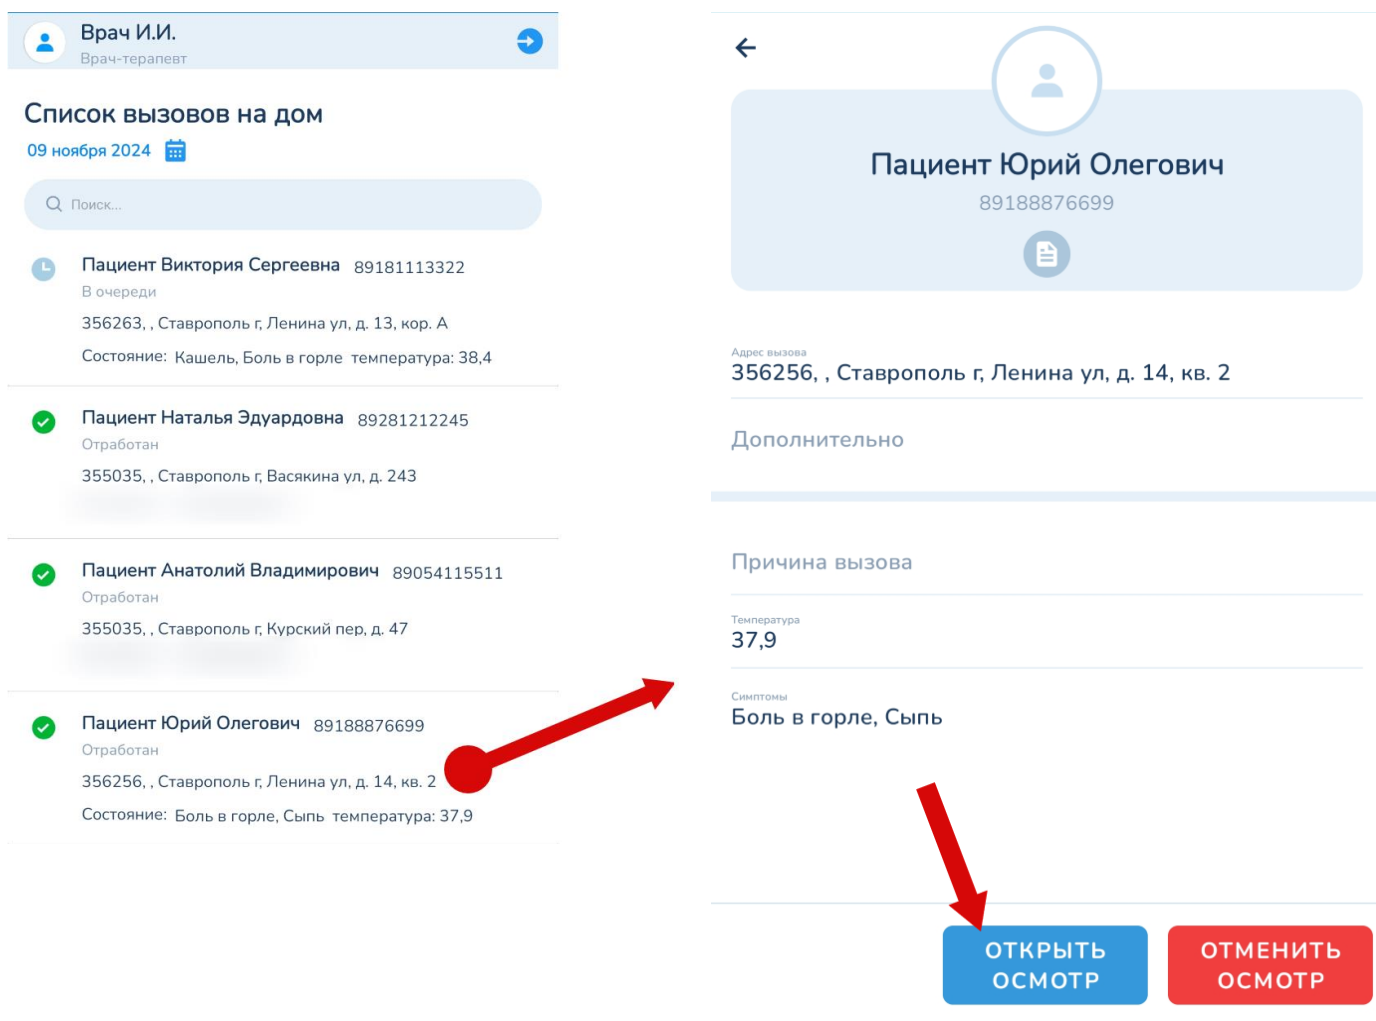 Врач И.И.
Врач-терапевт
Список вызовов на дом
09 ноября 2024
Поиск...
Пациент Виктория Сергеевна 89181113322
В очереди
356263, , Ставрополь г, Ленина ул, д. 13, кор. А
Состояние: Кашель, Боль в горле температура: 38,4
Пациент Наталья Эдуардовна 89281212245
Отработан
355035, , Ставрополь г, Васякина ул, д. 243
Пациент Анатолий Владимирович 89054115511
Отработан
355035, , Ставрополь г, Курский пер, д. 47
Пациент Юрий Олегович 89188876699
Отработан
356256, , Ставрополь г, Ленина ул, д. 14, кв. 2
Состояние: Боль в горле, Сыпь температура: 37,9
Пациент Юрий Олегович
89188876699
Адрес вызова
356256, , Ставрополь г, Ленина ул, д. 14, кв. 2
Дополнительно
Причина вызова
Температура
37,9
Симптомы
Боль в горле, Сыпь
ОТКРЫТЬ
ОСМОТР
ОТМЕНИТЬ
ОСМОТР